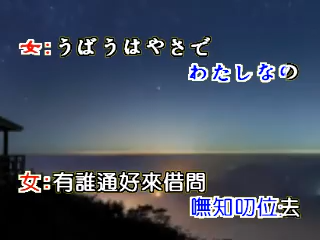 女:うばうはやさで
わたしなの
女:有誰通好來借問
嘸知叨位去